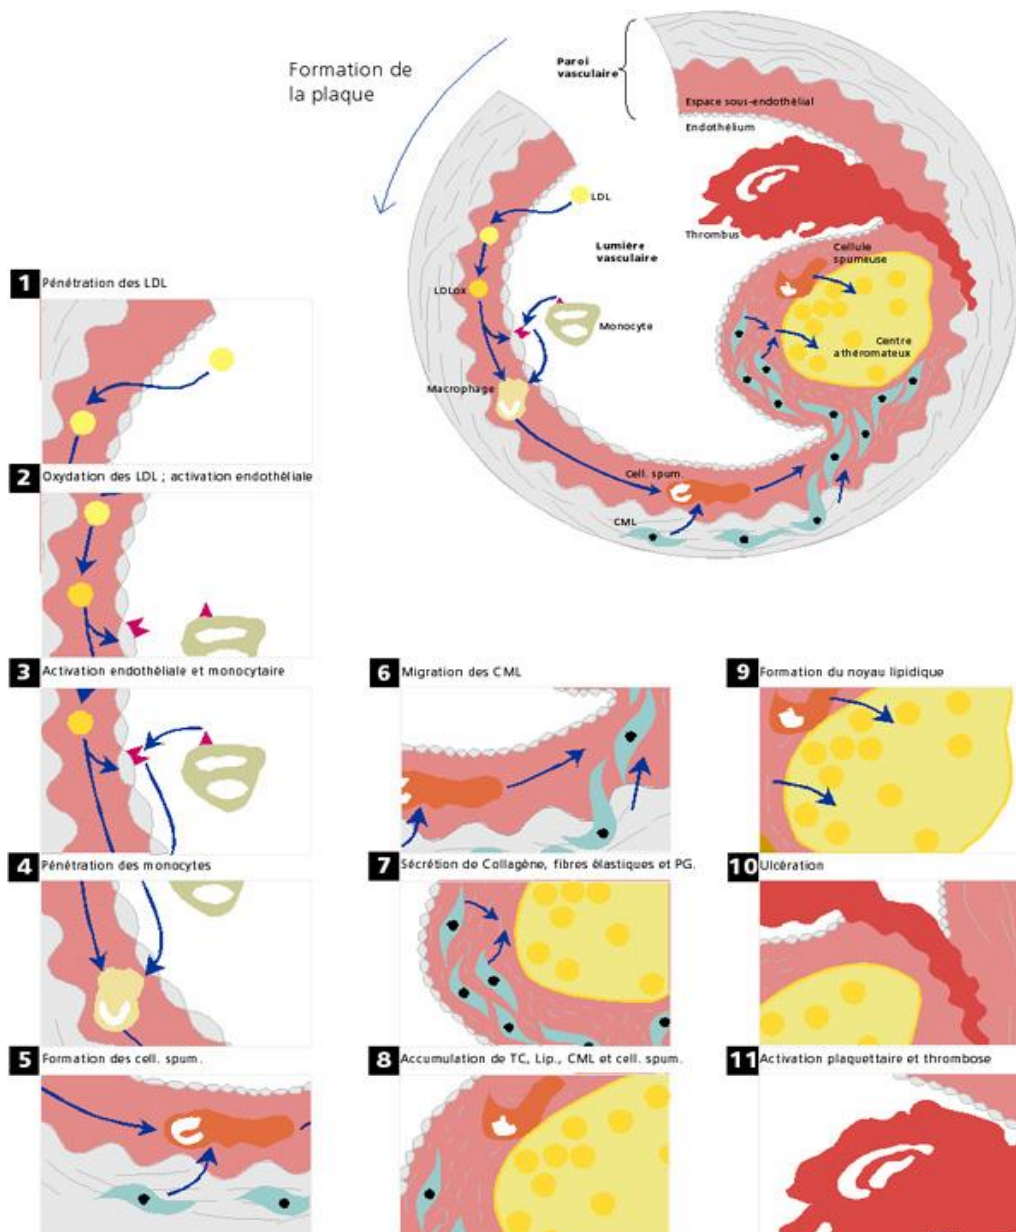 Formation de
la plaque
Paroi
vasculaire
Espace sous-endothélial
Endothélium
LDL
Thrombus
Lumière
vasculaire
Cellule
spumeuse
LDLox
Monocyte
Centre
athéromateux
Macrophage
Cell. spum.
CML
1 Pénétration des LDL
2 Oxydation des LDL ; activation endothéliale
3 Activation endothéliale et monocytaire
4 Pénétration des monocytes
5 Formation des cell. spum.
6 Migration des CML
7 Sécrétion de Collagène, fibres élastiques et PG.
8 Accumulation de TC, Lip., CML et cell. spum.
9 Formation du noyau lipidique
10 Ulcération
11 Activation plaquettaire et thrombose